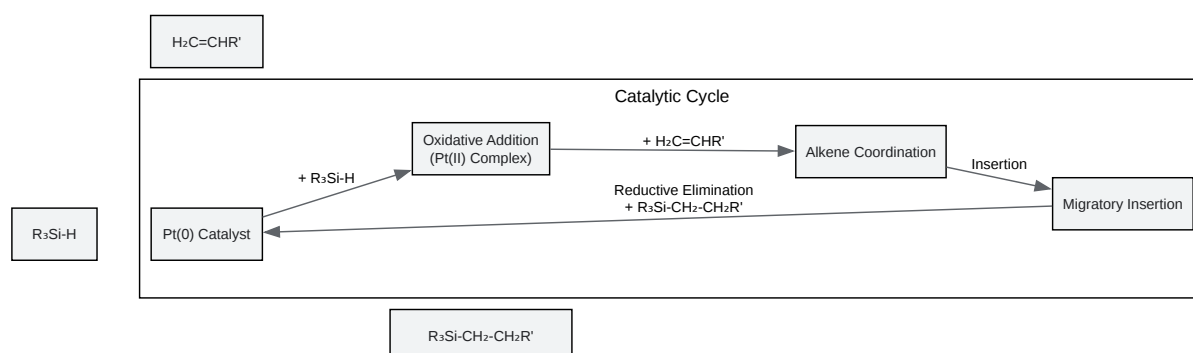 H₂C=CHR'
Catalytic Cycle
Oxidative Addition
(Pt(II) Complex)
+ H₂C=CHR'
Alkene Coordination
Insertion
+ R₃Si-H
Reductive Elimination
+ R₃Si-CH₂-CH₂R'
Migratory Insertion
R₃Si-H
Pt(0) Catalyst
R₃Si-CH₂-CH₂R'